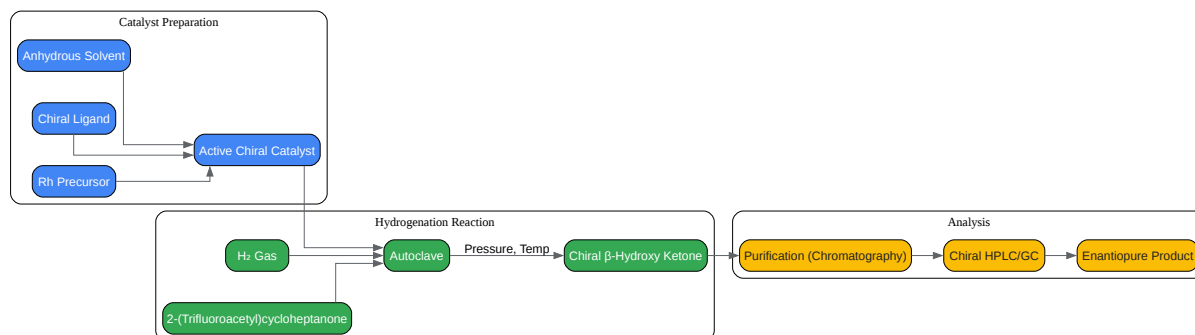 Catalyst Preparation
Anhydrous Solvent
Chiral Ligand
Active Chiral Catalyst
Rh Precursor
Hydrogenation Reaction
Analysis
H₂ Gas
Autoclave
Pressure, Temp
Chiral β-Hydroxy Ketone
Purification (Chromatography)
Chiral HPLC/GC
Enantiopure Product
2-(Trifluoroacetyl)cycloheptanone